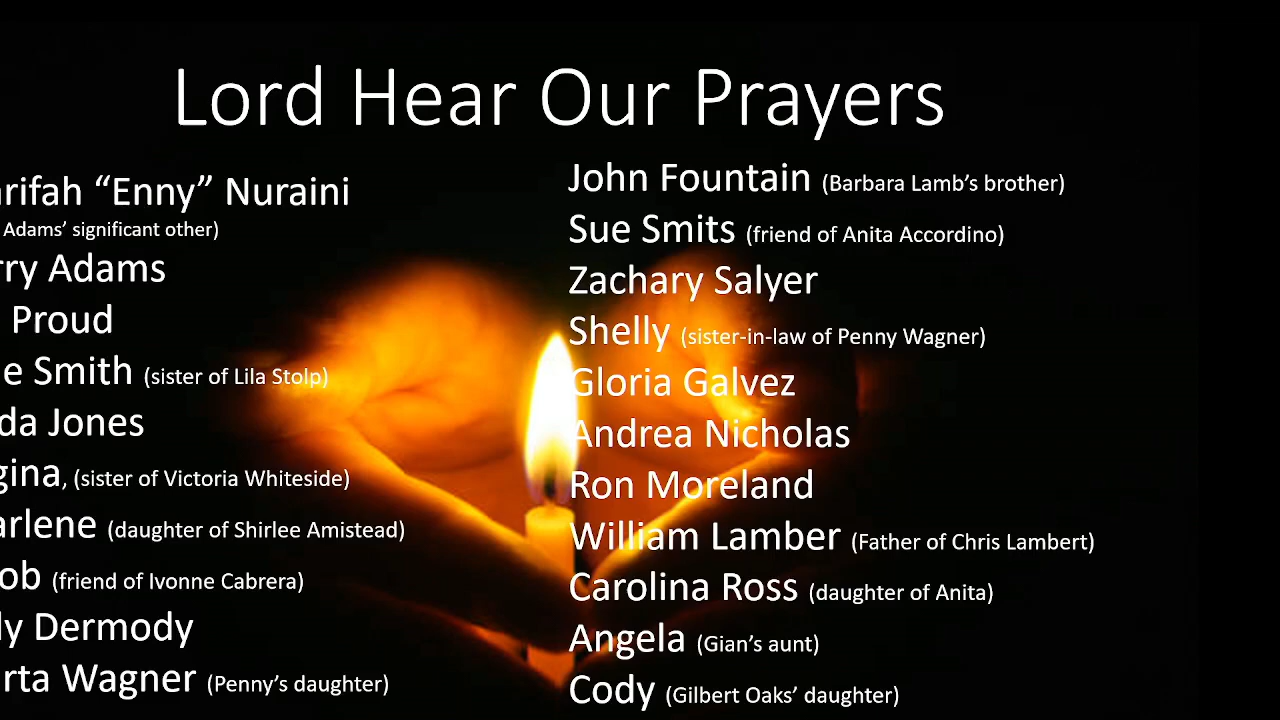 Lord Hear Our Prayers
arifah “Enny” Nuraini
Adams’ significant other)
rry Adams
Proud
e Smith (sister of Lila Stolp)
da Jones
gina, (sister of Victoria Whiteside)
arlene (daughter of Shirlee Amistead)
ob (friend of Ivonne Cabrera)
ly Dermody
rta Wagner (Penny’s daughter)
John Fountain (Barbara Lamb’s brother)
Sue Smits (friend of Anita Accordino)
Zachary Salyer
Shelly (sister-in-law of Penny Wagner)
Gloria Galvez
Andrea Nicholas
Ron Moreland
William Lamber (Father of Chris Lambert)
Carolina Ross (daughter of Anita)
Angela (Gian’s aunt)
Cody (Gilbert Oaks’ daughter)